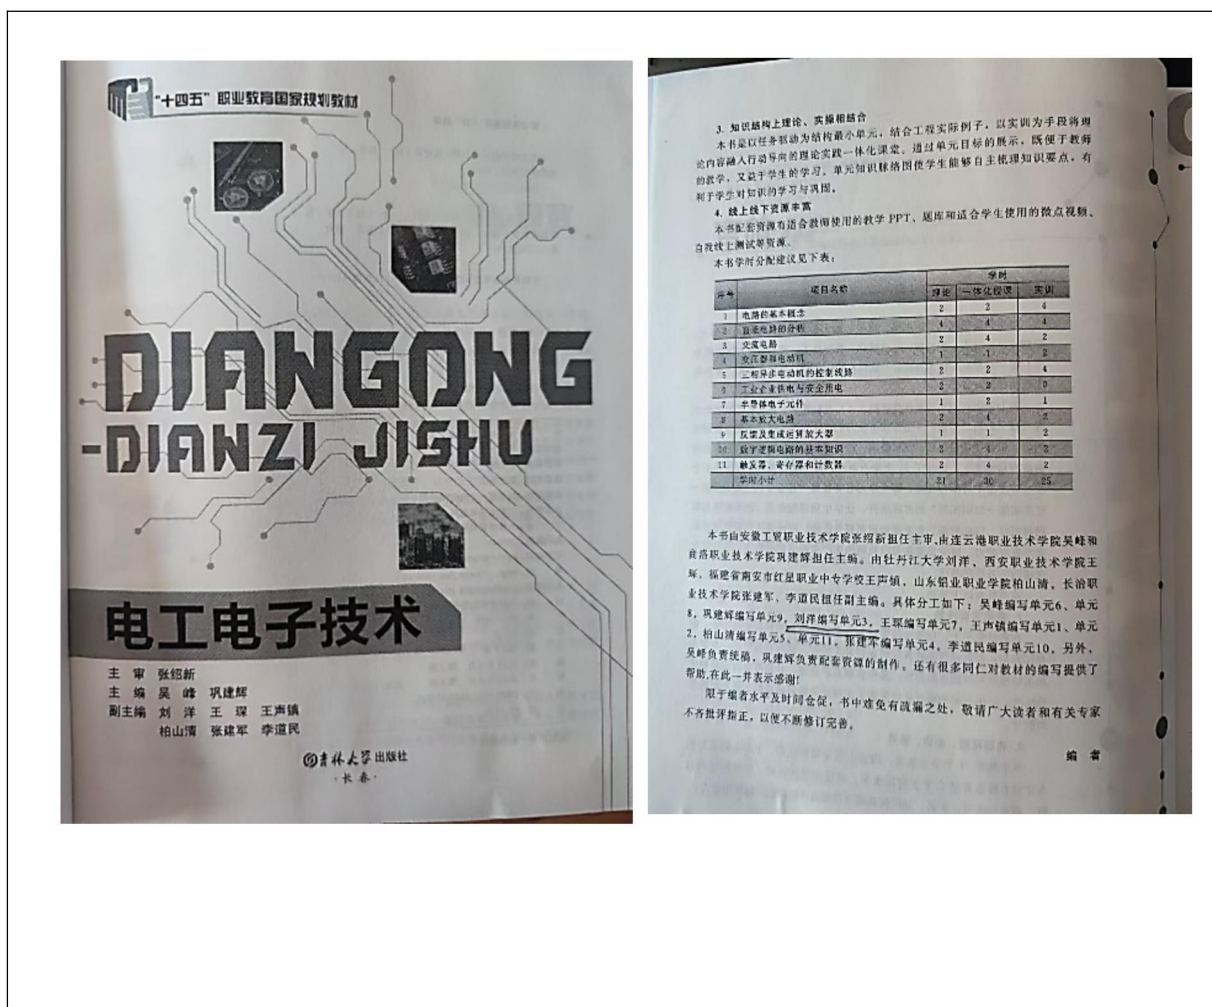 “十四五”职业教育国家规划教材
DIANGONG
-DIANZI JISHU
电工电子技术
主 审 张绍新
主 编 吴 峰 巩建辉
副主编 刘 洋 王 琛 王声镇
柏山清 张建军 李道民
吉林大学出版社
·长春·
3. 知识结构上理论、实操相结合
本书是以任务驱动为结构最小单元，结合工程实际例子，以实训为手段将理
论内容融入行动导向的理论实践一体化课堂。通过单元目标的展示，既便于教师
的教学，又益于学生的学习。单元知识脉络图使学生能够自主梳理知识要点，有
利于学生对知识的学习与巩固。
4. 线上线下资源丰富
本书配套资源有适合教师使用的教学 PPT、题库和适合学生使用的微点视频、
自我线上测试等资源。
本书学时分配建议见下表：
序号 项目名称 学时
理论 一体化授课 实训
1 电路的基本概念 2 2 4
2 直流电路的分析 4 4 4
3 交流电路 2 4 2
4 变压器和电动机 1 1 2
5 三相异步电动机的控制线路 2 2 4
6 工业企业供电与安全用电 2 2 0
7 半导体电子元件 1 2 1
8 基本放大电路 2 4 2
9 反馈及集成运算放大器 1 1 2
10 数字逻辑电路的基本知识 2 4 2
11 触发器、寄存器和计数器 2 4 2
学时小计 21 30 25
本书由安徽工贸职业技术学院张绍新担任主审，由连云港职业技术学院吴峰和
商洛职业技术学院巩建辉担任主编。由牡丹江大学刘洋、西安职业技术学院王
琛，福建省南安市红星职业中专学校王声镇，山东铝业职业学院柏山清，长治职
业技术学院张建军、李道民担任副主编。具体分工如下：吴峰编写单元6、单元
8，巩建辉编写单元9，刘洋编写单元3，王琛编写单元7，王声镇编写单元1、单元
2，柏山清编写单元5、单元11，张建军编写单元4，李道民编写单元10。另外，
吴峰负责统稿，巩建辉负责配套资源的制作。还有很多同仁对教材的编写提供了
帮助，在此一并表示感谢！
限于编者水平及时间仓促，书中难免有疏漏之处，敬请广大读者和有关专家
不吝批评指正，以便不断修订完善。
编 者